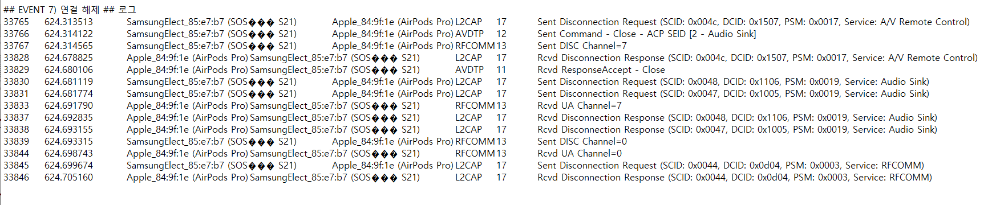 ## EVENT 7) 연결 해제 ## 로그
33765 624.313513 SamsungElect_85:e7:b7 (SOS��� S21) Apple_84:9f:1e (AirPods Pro) L2CAP 17 Sent Disconnection Request (SCID: 0x004c, DCID: 0x1507, PSM: 0x0017, Service: A/V Remote Control)
33766 624.314122 SamsungElect_85:e7:b7 (SOS��� S21) Apple_84:9f:1e (AirPods Pro) AVDTP 12 Sent Command - Close - ACP SEID [2 - Audio Sink]
33767 624.314565 SamsungElect_85:e7:b7 (SOS��� S21) Apple_84:9f:1e (AirPods Pro) RFCOMM 13 Sent DISC Channel=7
33828 624.678825 Apple_84:9f:1e (AirPods Pro) SamsungElect_85:e7:b7 (SOS��� S21) L2CAP 17 Rcvd Disconnection Response (SCID: 0x004c, DCID: 0x1507, PSM: 0x0017, Service: A/V Remote Control)
33829 624.680106 Apple_84:9f:1e (AirPods Pro) SamsungElect_85:e7:b7 (SOS��� S21) AVDTP 11 Rcvd ResponseAccept - Close
33830 624.681119 SamsungElect_85:e7:b7 (SOS��� S21) Apple_84:9f:1e (AirPods Pro) L2CAP 17 Sent Disconnection Request (SCID: 0x0048, DCID: 0x1106, PSM: 0x0019, Service: Audio Sink)
33831 624.681774 SamsungElect_85:e7:b7 (SOS��� S21) Apple_84:9f:1e (AirPods Pro) L2CAP 17 Sent Disconnection Request (SCID: 0x0047, DCID: 0x1005, PSM: 0x0019, Service: Audio Sink)
33833 624.691790 Apple_84:9f:1e (AirPods Pro) SamsungElect_85:e7:b7 (SOS��� S21) RFCOMM 13 Rcvd UA Channel=7
33837 624.692835 Apple_84:9f:1e (AirPods Pro) SamsungElect_85:e7:b7 (SOS��� S21) L2CAP 17 Rcvd Disconnection Response (SCID: 0x0048, DCID: 0x1106, PSM: 0x0019, Service: Audio Sink)
33838 624.693155 Apple_84:9f:1e (AirPods Pro) SamsungElect_85:e7:b7 (SOS��� S21) L2CAP 17 Rcvd Disconnection Response (SCID: 0x0047, DCID: 0x1005, PSM: 0x0019, Service: Audio Sink)
33839 624.693315 SamsungElect_85:e7:b7 (SOS��� S21) Apple_84:9f:1e (AirPods Pro) RFCOMM 13 Sent DISC Channel=0
33844 624.698743 Apple_84:9f:1e (AirPods Pro) SamsungElect_85:e7:b7 (SOS��� S21) RFCOMM 13 Rcvd UA Channel=0
33845 624.699674 SamsungElect_85:e7:b7 (SOS��� S21) Apple_84:9f:1e (AirPods Pro) L2CAP 17 Sent Disconnection Request (SCID: 0x0044, DCID: 0x0d04, PSM: 0x0003, Service: RFCOMM)
33846 624.705160 Apple_84:9f:1e (AirPods Pro) SamsungElect_85:e7:b7 (SOS��� S21) L2CAP 17 Rcvd Disconnection Response (SCID: 0x0044, DCID: 0x0d04, PSM: 0x0003, Service: RFCOMM)